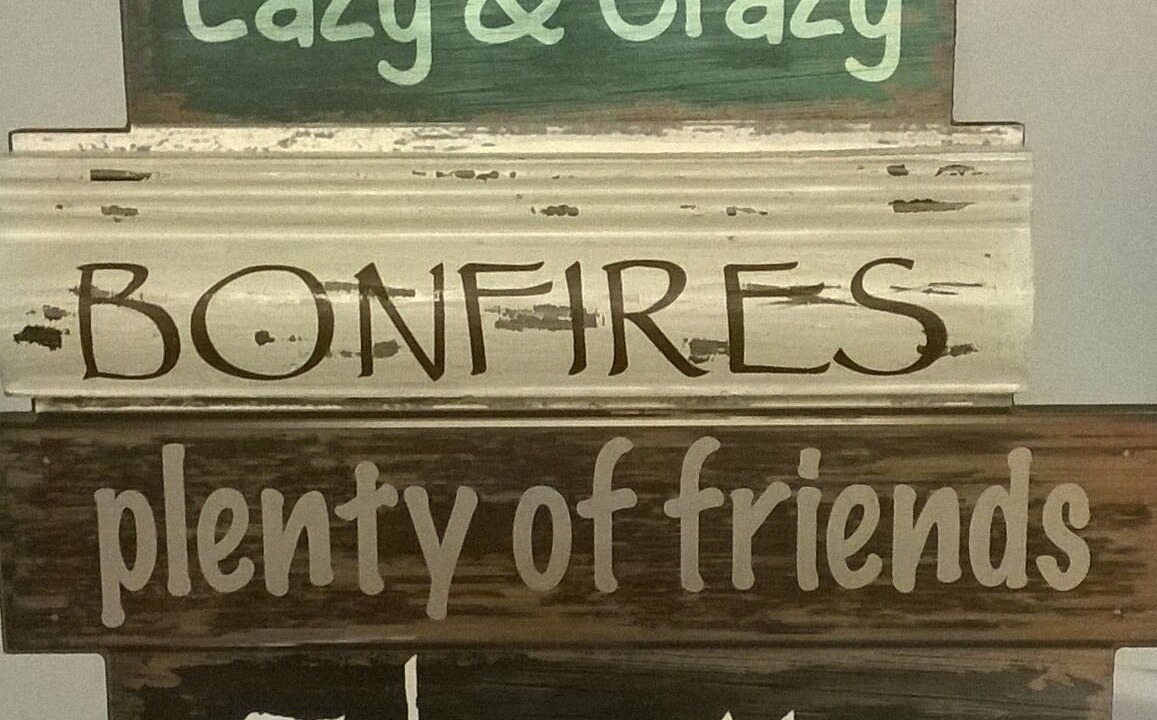 Lazy & Crazy
BONFIRES
plenty of friends